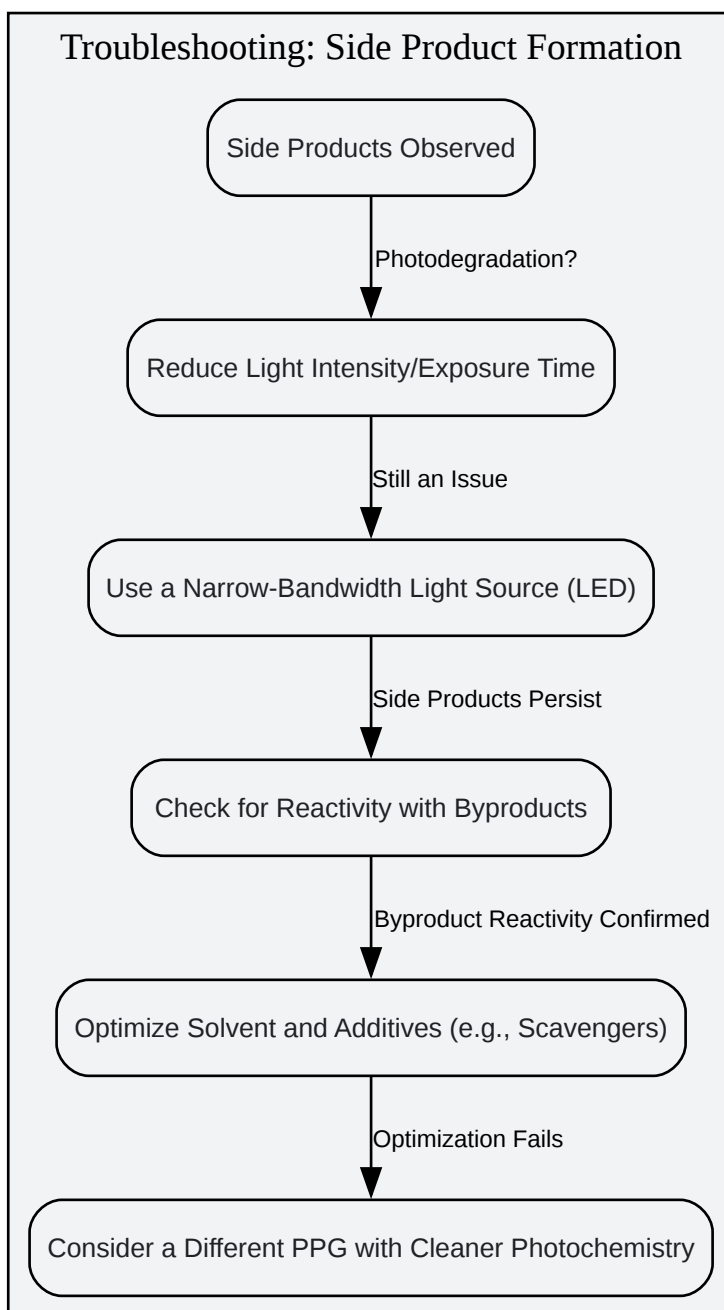 Troubleshooting: Side Product Formation
Side Products Observed
Photodegradation?
Reduce Light Intensity/Exposure Time
Still an Issue
Use a Narrow-Bandwidth Light Source (LED)
Side Products Persist
Check for Reactivity with Byproducts
Byproduct Reactivity Confirmed
Optimize Solvent and Additives (e.g., Scavengers)
Optimization Fails
Consider a Different PPG with Cleaner Photochemistry